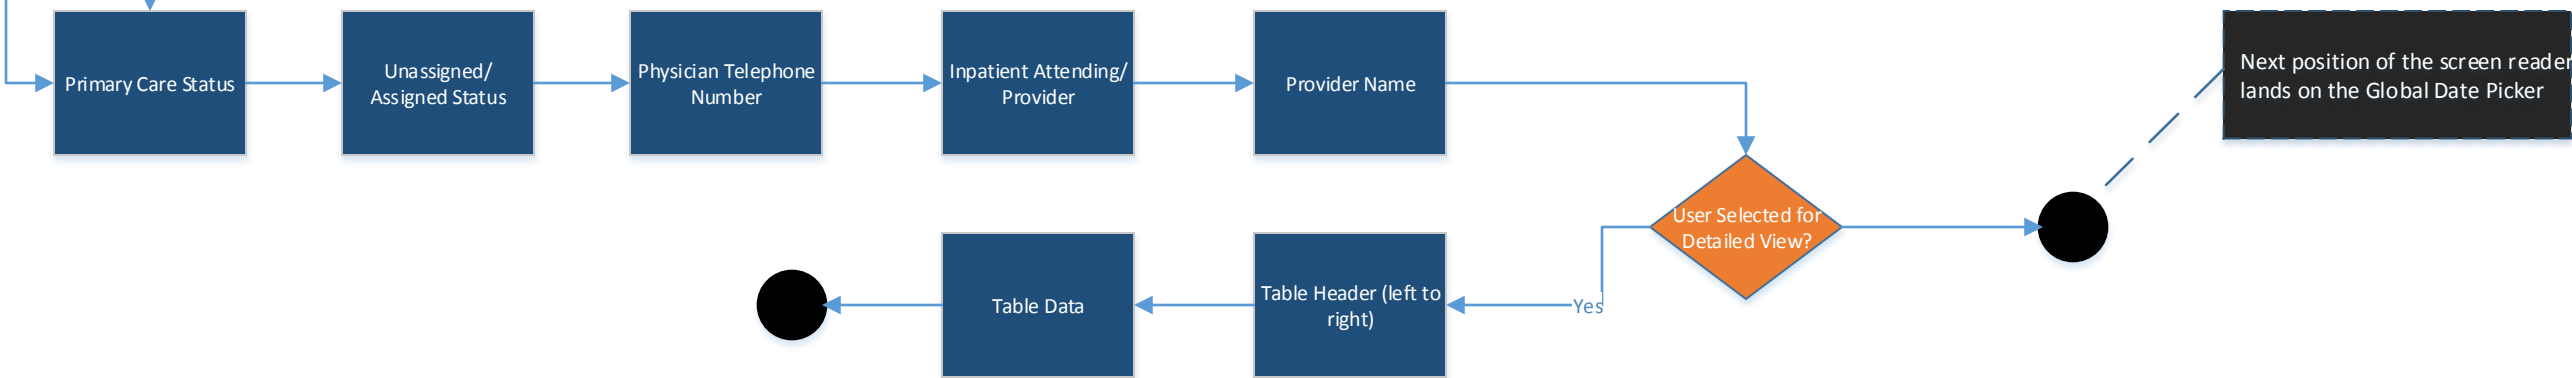 Primary Care Status
Unassigned/
Assigned Status
Physician Telephone
Number
Inpatient Attending/
Provider
Provider Name
Next position of the screen reader
lands on the Global Date Picker
User Selected for
Detailed View?
Yes
Table Header (left to
right)
Table Data